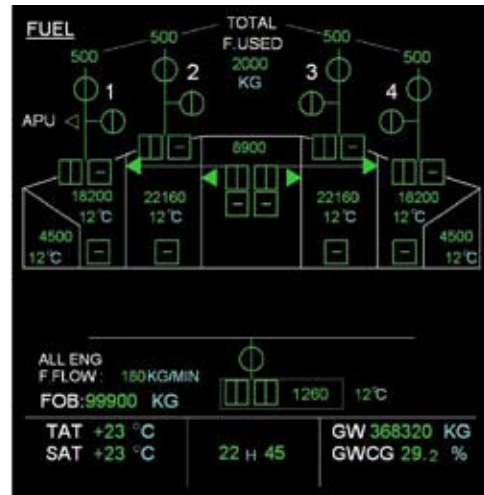 FUEL
TOTAL
F.USED
2000
KG
500 500 500 500
1 2 3 4
APU
8900
18200 22160 22160 18200
12°C 12°C 12°C 12°C
4500 4500
12°C 12°C
ALL ENG
F.FLOW: 180 KG/MIN
FOB: 99900 KG
1260 12°C
TAT +23 °C
SAT +23 °C
22 H 45
GW 368320 KG
GWCG 29.2 %